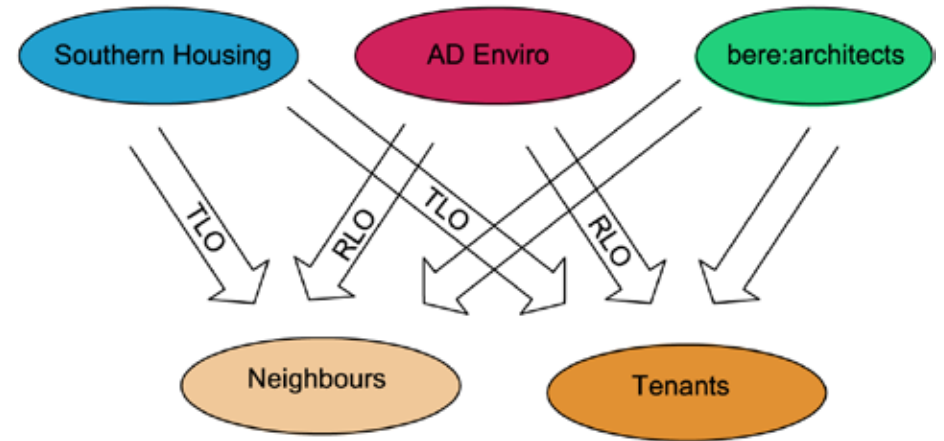 Southern Housing
AD Enviro
bere:architects
TLO
RLO
TLO
RLO
Neighbours
Tenants